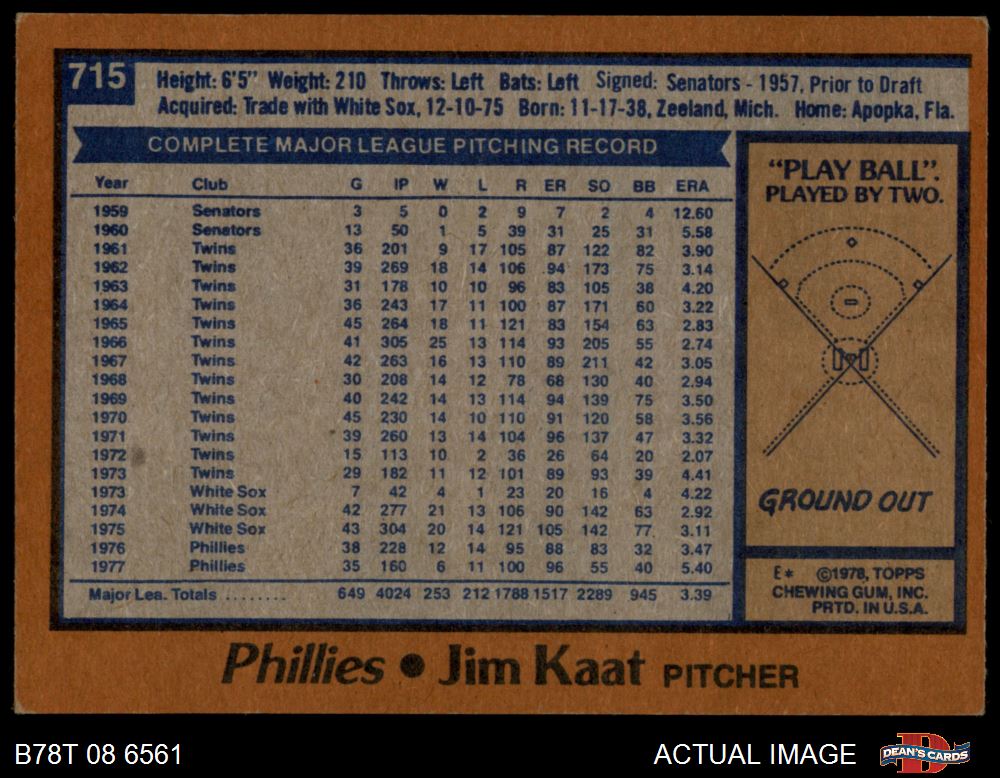 715
Height: 6'5" Weight: 210 Throws: Left Bats: Left Signed: Senators - 1957, Prior to Draft
Acquired: Trade with White Sox, 12-10-75 Born: 11-17-38, Zeeland, Mich. Home: Apopka, Fla.
COMPLETE MAJOR LEAGUE PITCHING RECORD
Year Club G IP W L R ER SO BB ERA
1959 Senators 3 5 0 2 9 7 2 4 12.60
1960 Senators 13 50 1 5 39 31 25 31 5.58
1961 Twins 36 201 9 17 105 87 122 82 3.90
1962 Twins 39 269 18 14 106 94 173 75 3.14
1963 Twins 31 178 10 10 96 83 105 38 4.20
1964 Twins 36 243 17 11 100 87 171 60 3.22
1965 Twins 45 264 18 11 121 83 154 63 2.83
1966 Twins 41 305 25 13 114 93 205 55 2.74
1967 Twins 42 263 16 13 110 89 211 42 3.05
1968 Twins 30 208 14 12 78 68 130 40 2.94
1969 Twins 40 242 14 13 114 94 139 75 3.50
1970 Twins 45 230 14 10 110 91 120 58 3.56
1971 Twins 39 260 13 14 104 96 137 47 3.32
1972 Twins 15 113 10 2 36 26 64 20 2.07
1973 Twins 29 182 11 12 101 89 93 39 4.41
1973 White Sox 7 42 4 1 23 20 16 4 4.22
1974 White Sox 42 277 21 13 106 90 142 63 2.92
1975 White Sox 43 304 20 14 121 105 142 77 3.11
1976 Phillies 38 228 12 14 95 88 83 32 3.47
1977 Phillies 35 160 6 11 100 96 55 40 5.40
Major Lea. Totals ........ 649 4024 253 212 1788 1517 2289 945 3.39
"PLAY BALL":
PLAYED BY TWO.
GROUND OUT
E* ©1978, TOPPS
CHEWING GUM, INC.
PRTD. IN U.S.A.
Phillies • Jim Kaat PITCHER
B78T 08 6561
ACTUAL IMAGE
DEAN'S CARDS